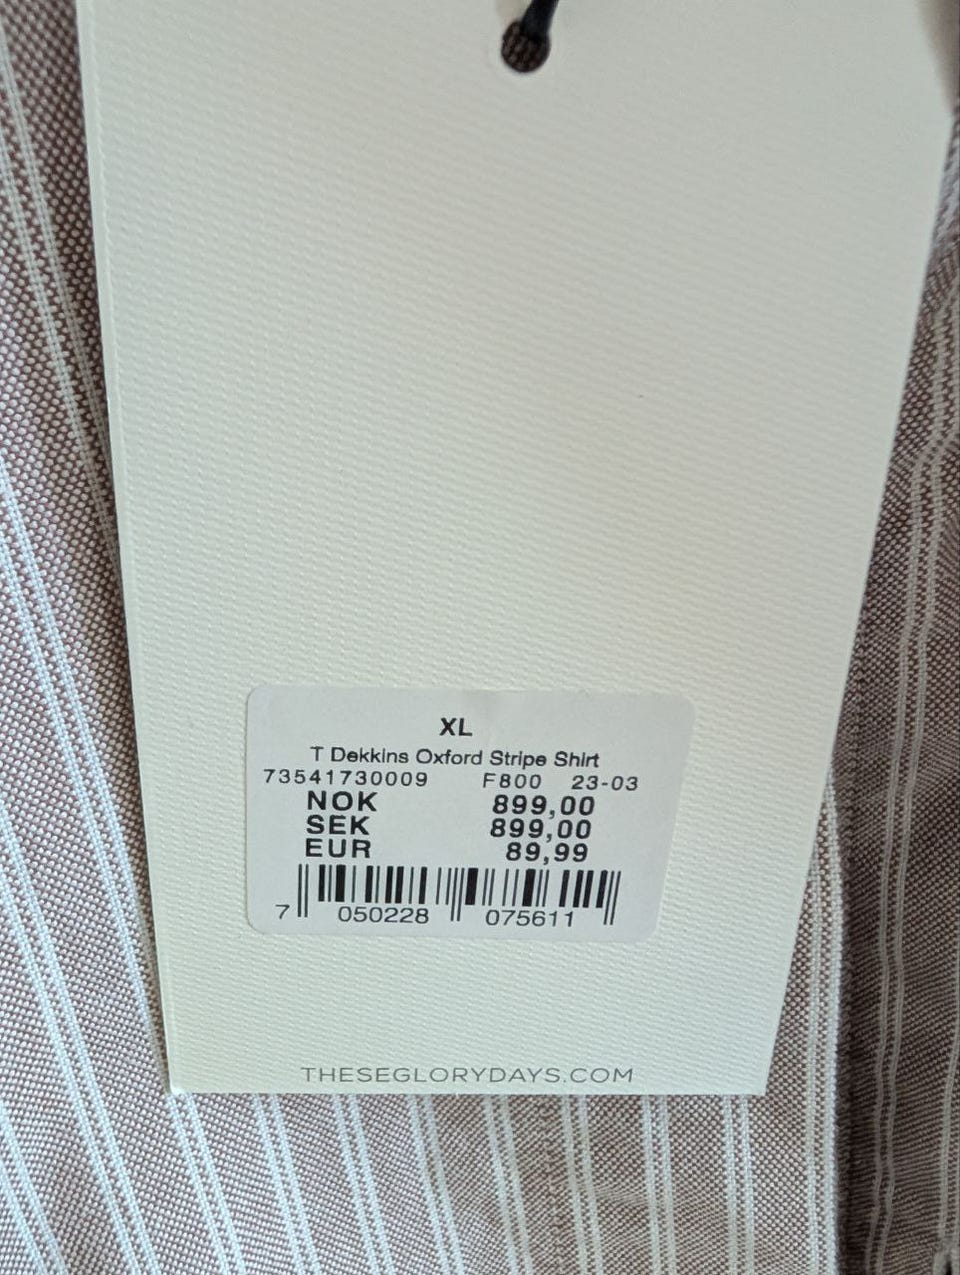 XL
T Dekkins Oxford Stripe Shirt
73541730009 F800 23-03
NOK 899,00
SEK 899,00
EUR 89,99
7 050228 075611
THESEGLORYDAYS.COM